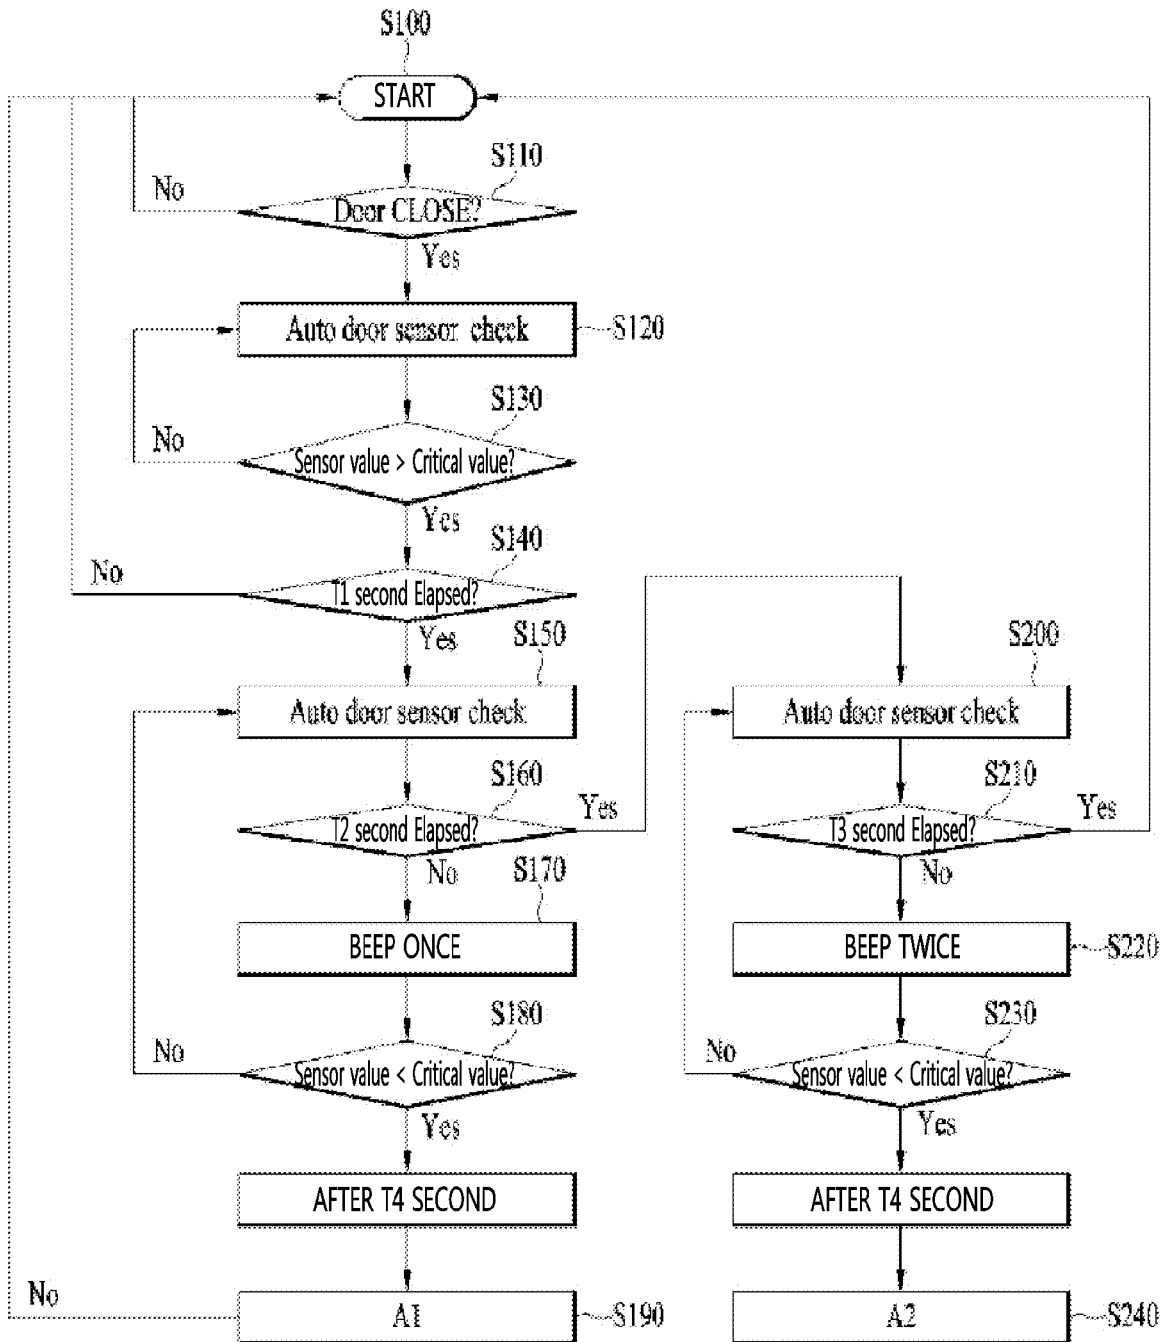 S100
START
S110
No
Door CLOSE?
Yes
Auto door sensor check
S120
S130
No
Sensor value > Critical value?
Yes
S140
No
T1 second Elapsed?
Yes
S150
S200
Auto door sensor check
Auto door sensor check
S160
Yes
S210
Yes
T2 second Elapsed?
T3 second Elapsed?
No
S170
No
BEEP ONCE
BEEP TWICE
S220
S180
S230
No
No
Sensor value < Critical value?
Sensor value < Critical value?
Yes
Yes
AFTER T4 SECOND
AFTER T4 SECOND
No
A1
S190
A2
S240